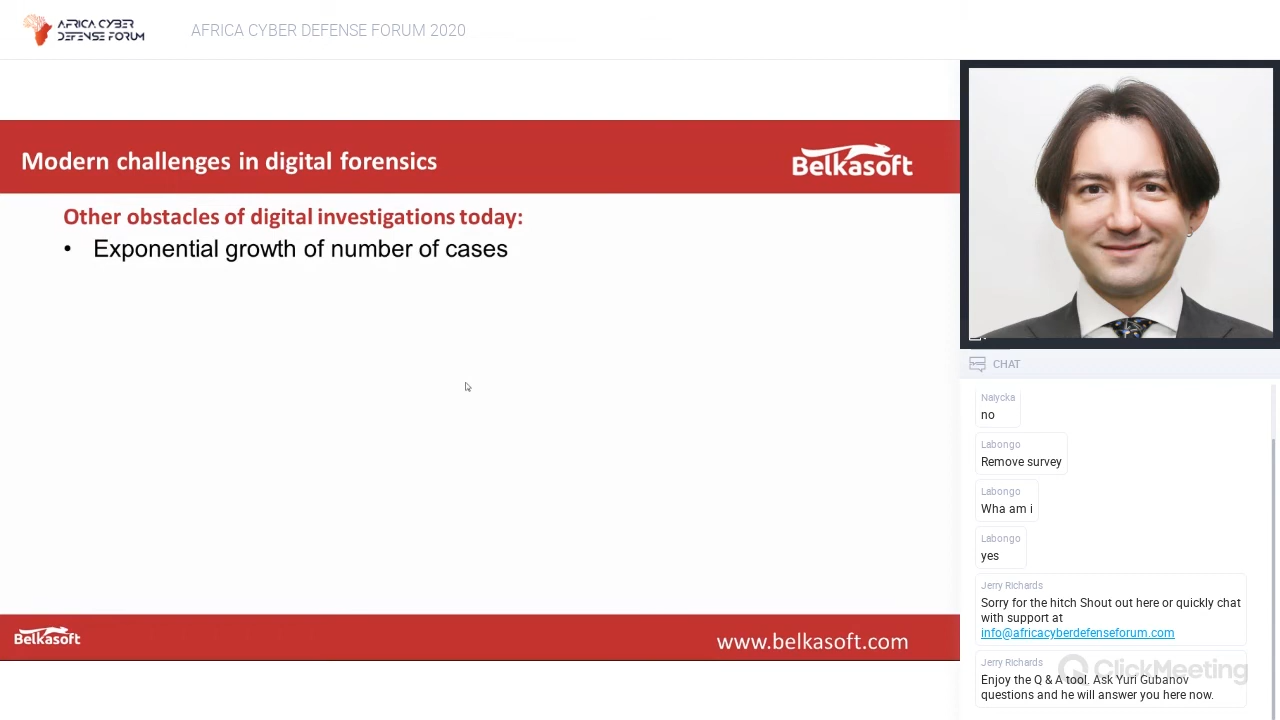 AFRICA CYBER
DEFENSE FORUM
AFRICA CYBER DEFENSE FORUM 2020
Modern challenges in digital forensics
Belkasoft
Other obstacles of digital investigations today:
• Exponential growth of number of cases
Belkasoft
www.belkasoft.com
CHAT
Nalycka
no
Labongo
Remove survey
Labongo
Wha am i
Labongo
yes
Jerry Richards
Sorry for the hitch Shout out here or quickly chat
with support at
info@africacyberdefenseforum.com
Jerry Richards
Enjoy the Q & A tool. Ask Yuri Gubanov
questions and he will answer you here now.
ClickMeeting